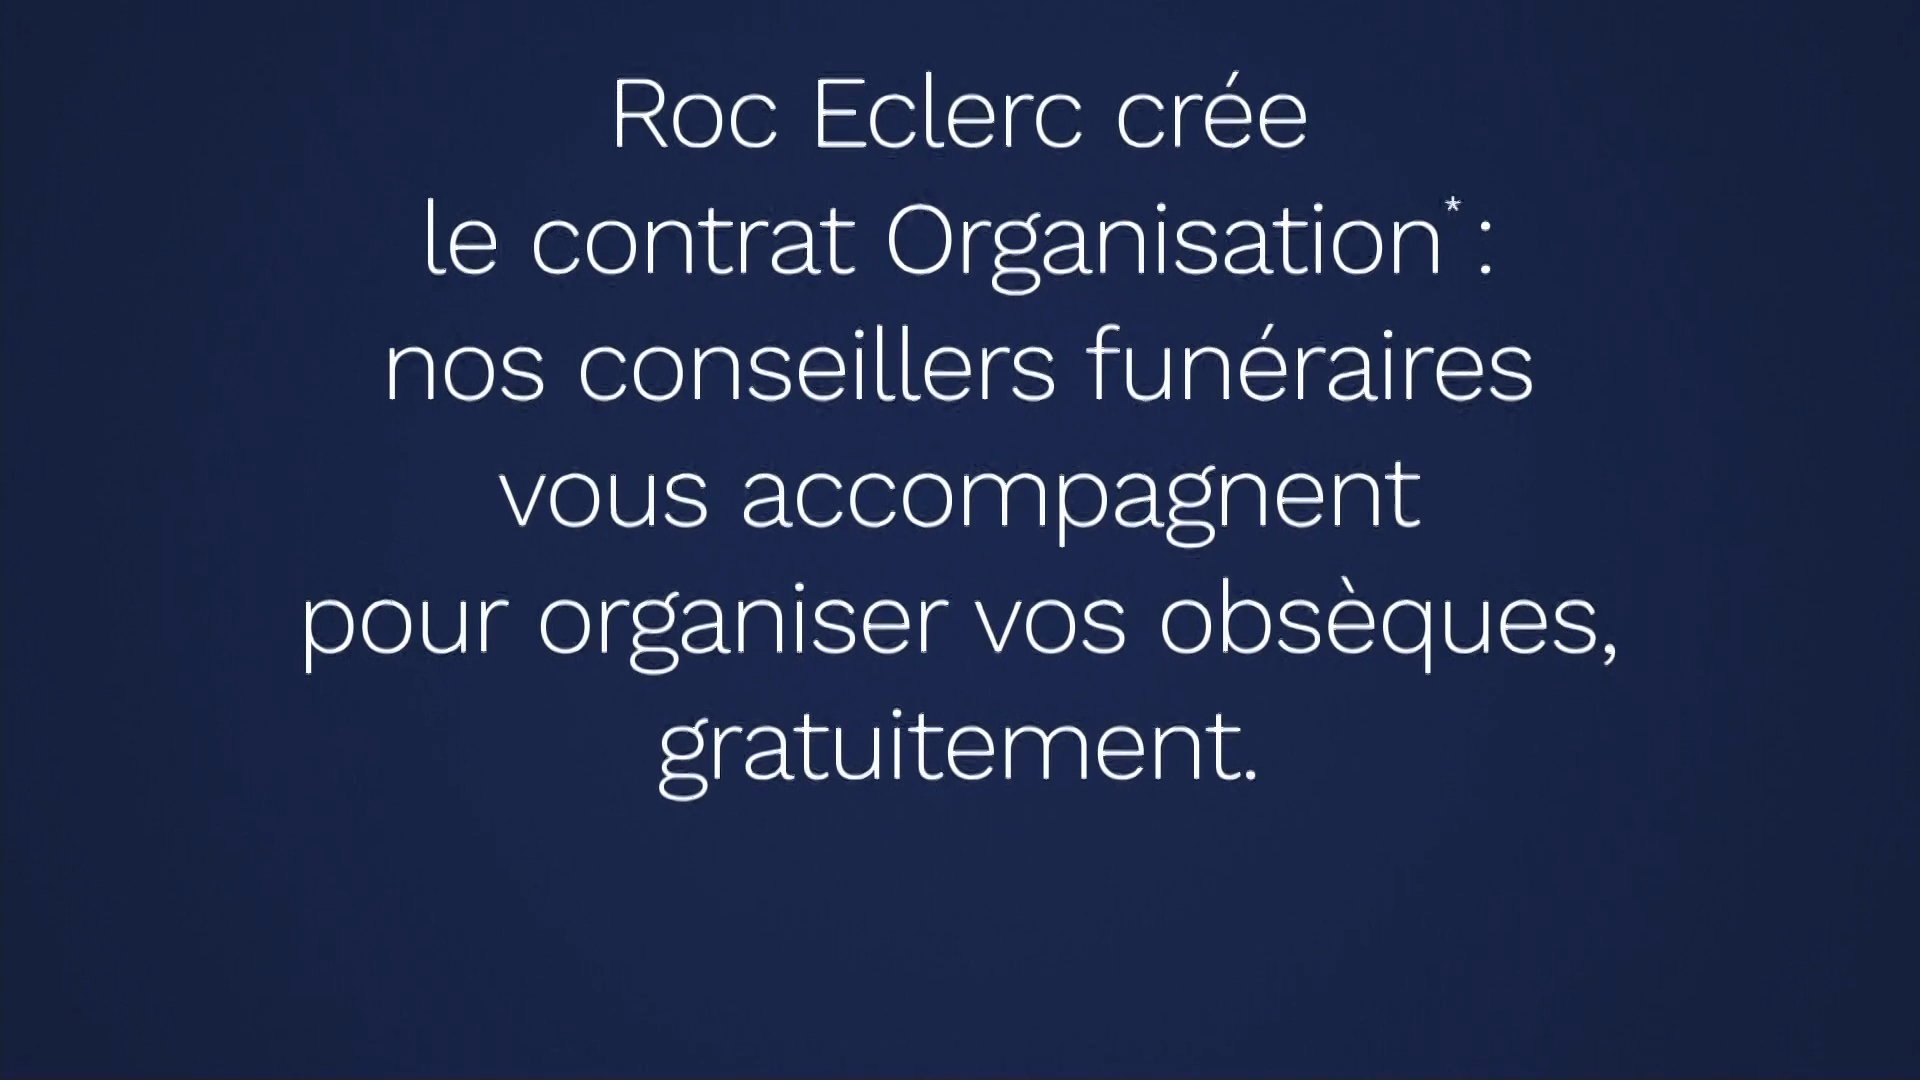 Roc Eclerc crée
le contrat Organisation* :
nos conseillers funéraires
vous accompagnent
pour organiser vos obsèques,
gratuitement.